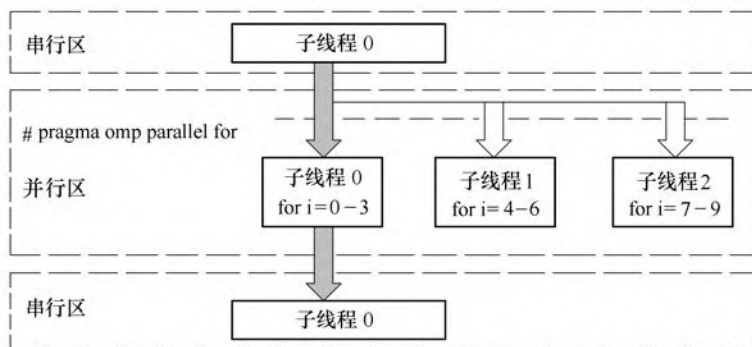 串行区
子线程 0
# pragma omp parallel for
并行区
子线程 0
for i=0－3
子线程 1
for i=4－6
子线程 2
for i=7－9
串行区
子线程 0